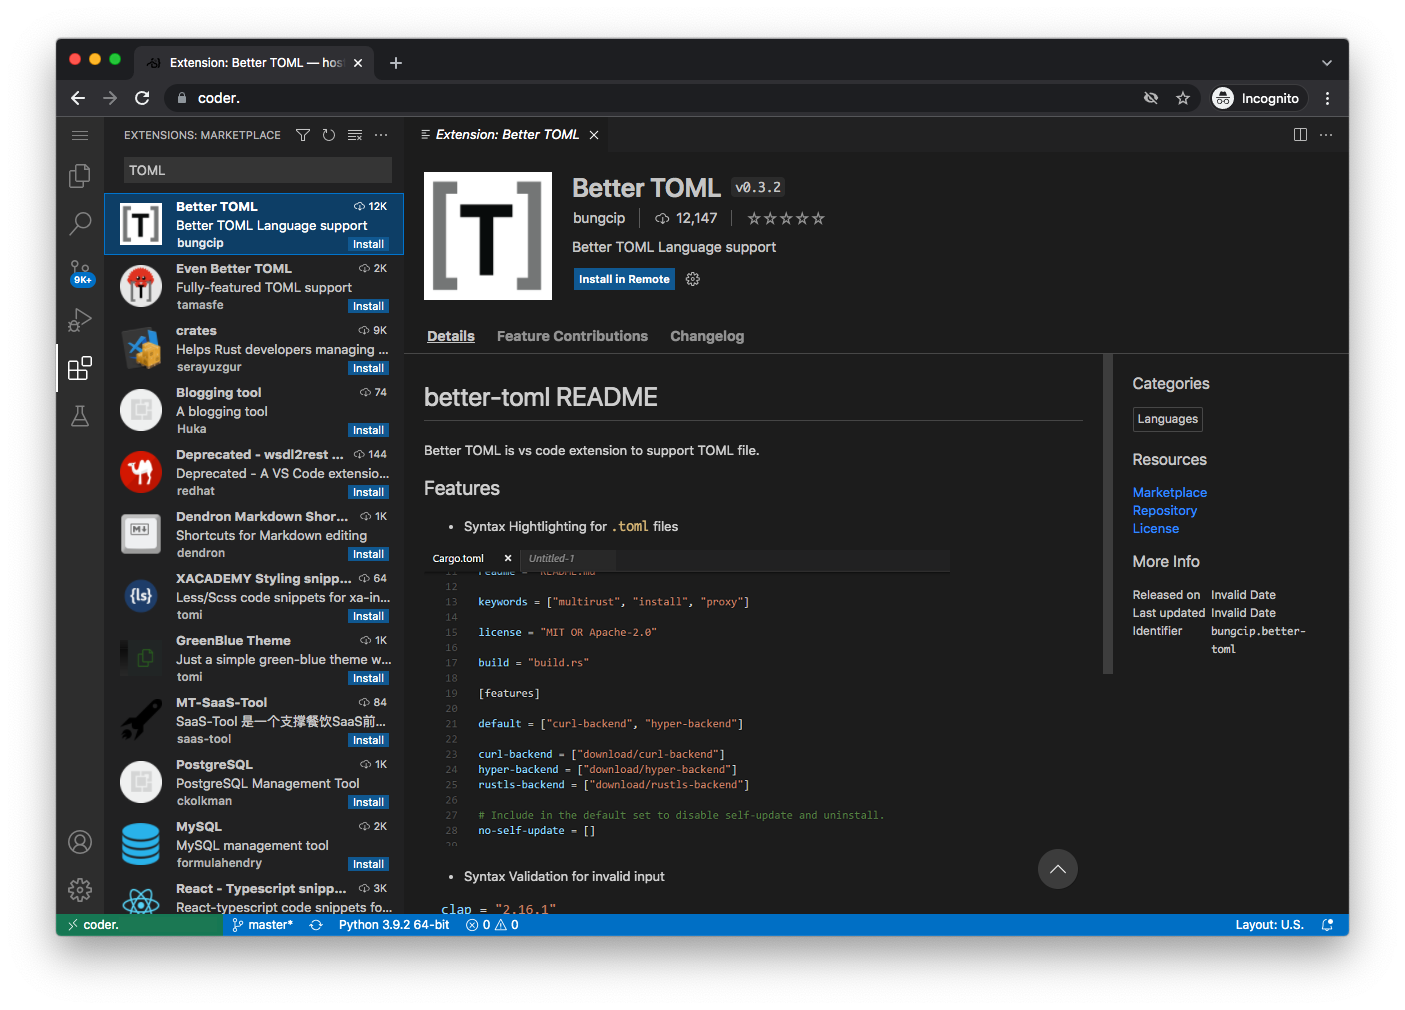 Extension: Better TOML — hos
coder.
Incognito
EXTENSIONS: MARKETPLACE
TOML
Better TOML 12K
Better TOML Language support
bungcip Install
Even Better TOML 2K
Fully-featured TOML support
tamasfe Install
crates 9K
Helps Rust developers managing ...
serayuzgur Install
Blogging tool 74
A blogging tool
Huka Install
Deprecated - wsdl2rest ... 144
Deprecated - A VS Code extensio...
redhat Install
Dendron Markdown Shor... 1K
Shortcuts for Markdown editing
dendron Install
XACADEMY Styling snipp... 64
Less/Scss code snippets for xa-in...
tomi Install
GreenBlue Theme 1K
Just a simple green-blue theme w...
tomi Install
MT-SaaS-Tool 84
SaaS-Tool 是一个支撑餐饮SaaS前...
saas-tool Install
PostgreSQL 1K
PostgreSQL Management Tool
ckolkman Install
MySQL 2K
MySQL management tool
formulahendry Install
React - Typescript snipp... 3K
React-typescript code snippets fo...
9K+
{ls}
M
T
Extension: Better TOML
[T]
Better TOML v0.3.2
bungcip 12,147
Better TOML Language support
Install in Remote
Details Feature Contributions Changelog
better-toml README
Better TOML is vs code extension to support TOML file.
Features
• Syntax Hightlighting for .toml files
Cargo.toml Untitled-1
11 readme = "README.md"
12
13 keywords = ["multirust", "install", "proxy"]
14
15 license = "MIT OR Apache-2.0"
16
17 build = "build.rs"
18
19 [features]
20
21 default = ["curl-backend", "hyper-backend"]
22
23 curl-backend = ["download/curl-backend"]
24 hyper-backend = ["download/hyper-backend"]
25 rustls-backend = ["download/rustls-backend"]
26
27 # Include in the default set to disable self-update and uninstall.
28 no-self-update = []
29
• Syntax Validation for invalid input
clap = "2.16.1"
Categories
Languages
Resources
Marketplace
Repository
License
More Info
Released on Invalid Date
Last updated Invalid Date
Identifier bungcip.better-
toml
coder. master* Python 3.9.2 64-bit 0 0 Layout: U.S.